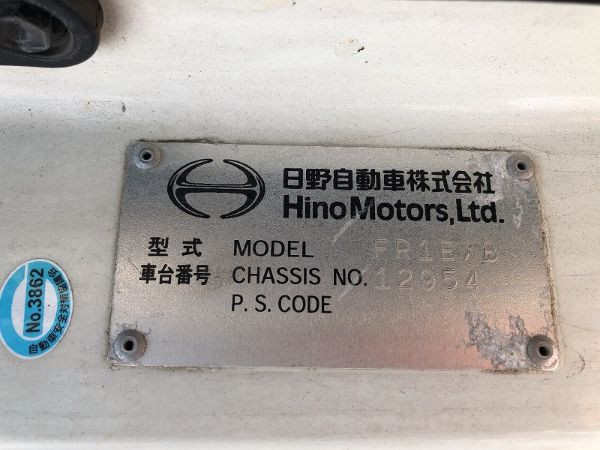 日野自動車株式会社
Hino Motors, Ltd.
型式 MODEL FR1EXB
車台番号 CHASSIS NO. 12954
P. S. CODE
No.3862